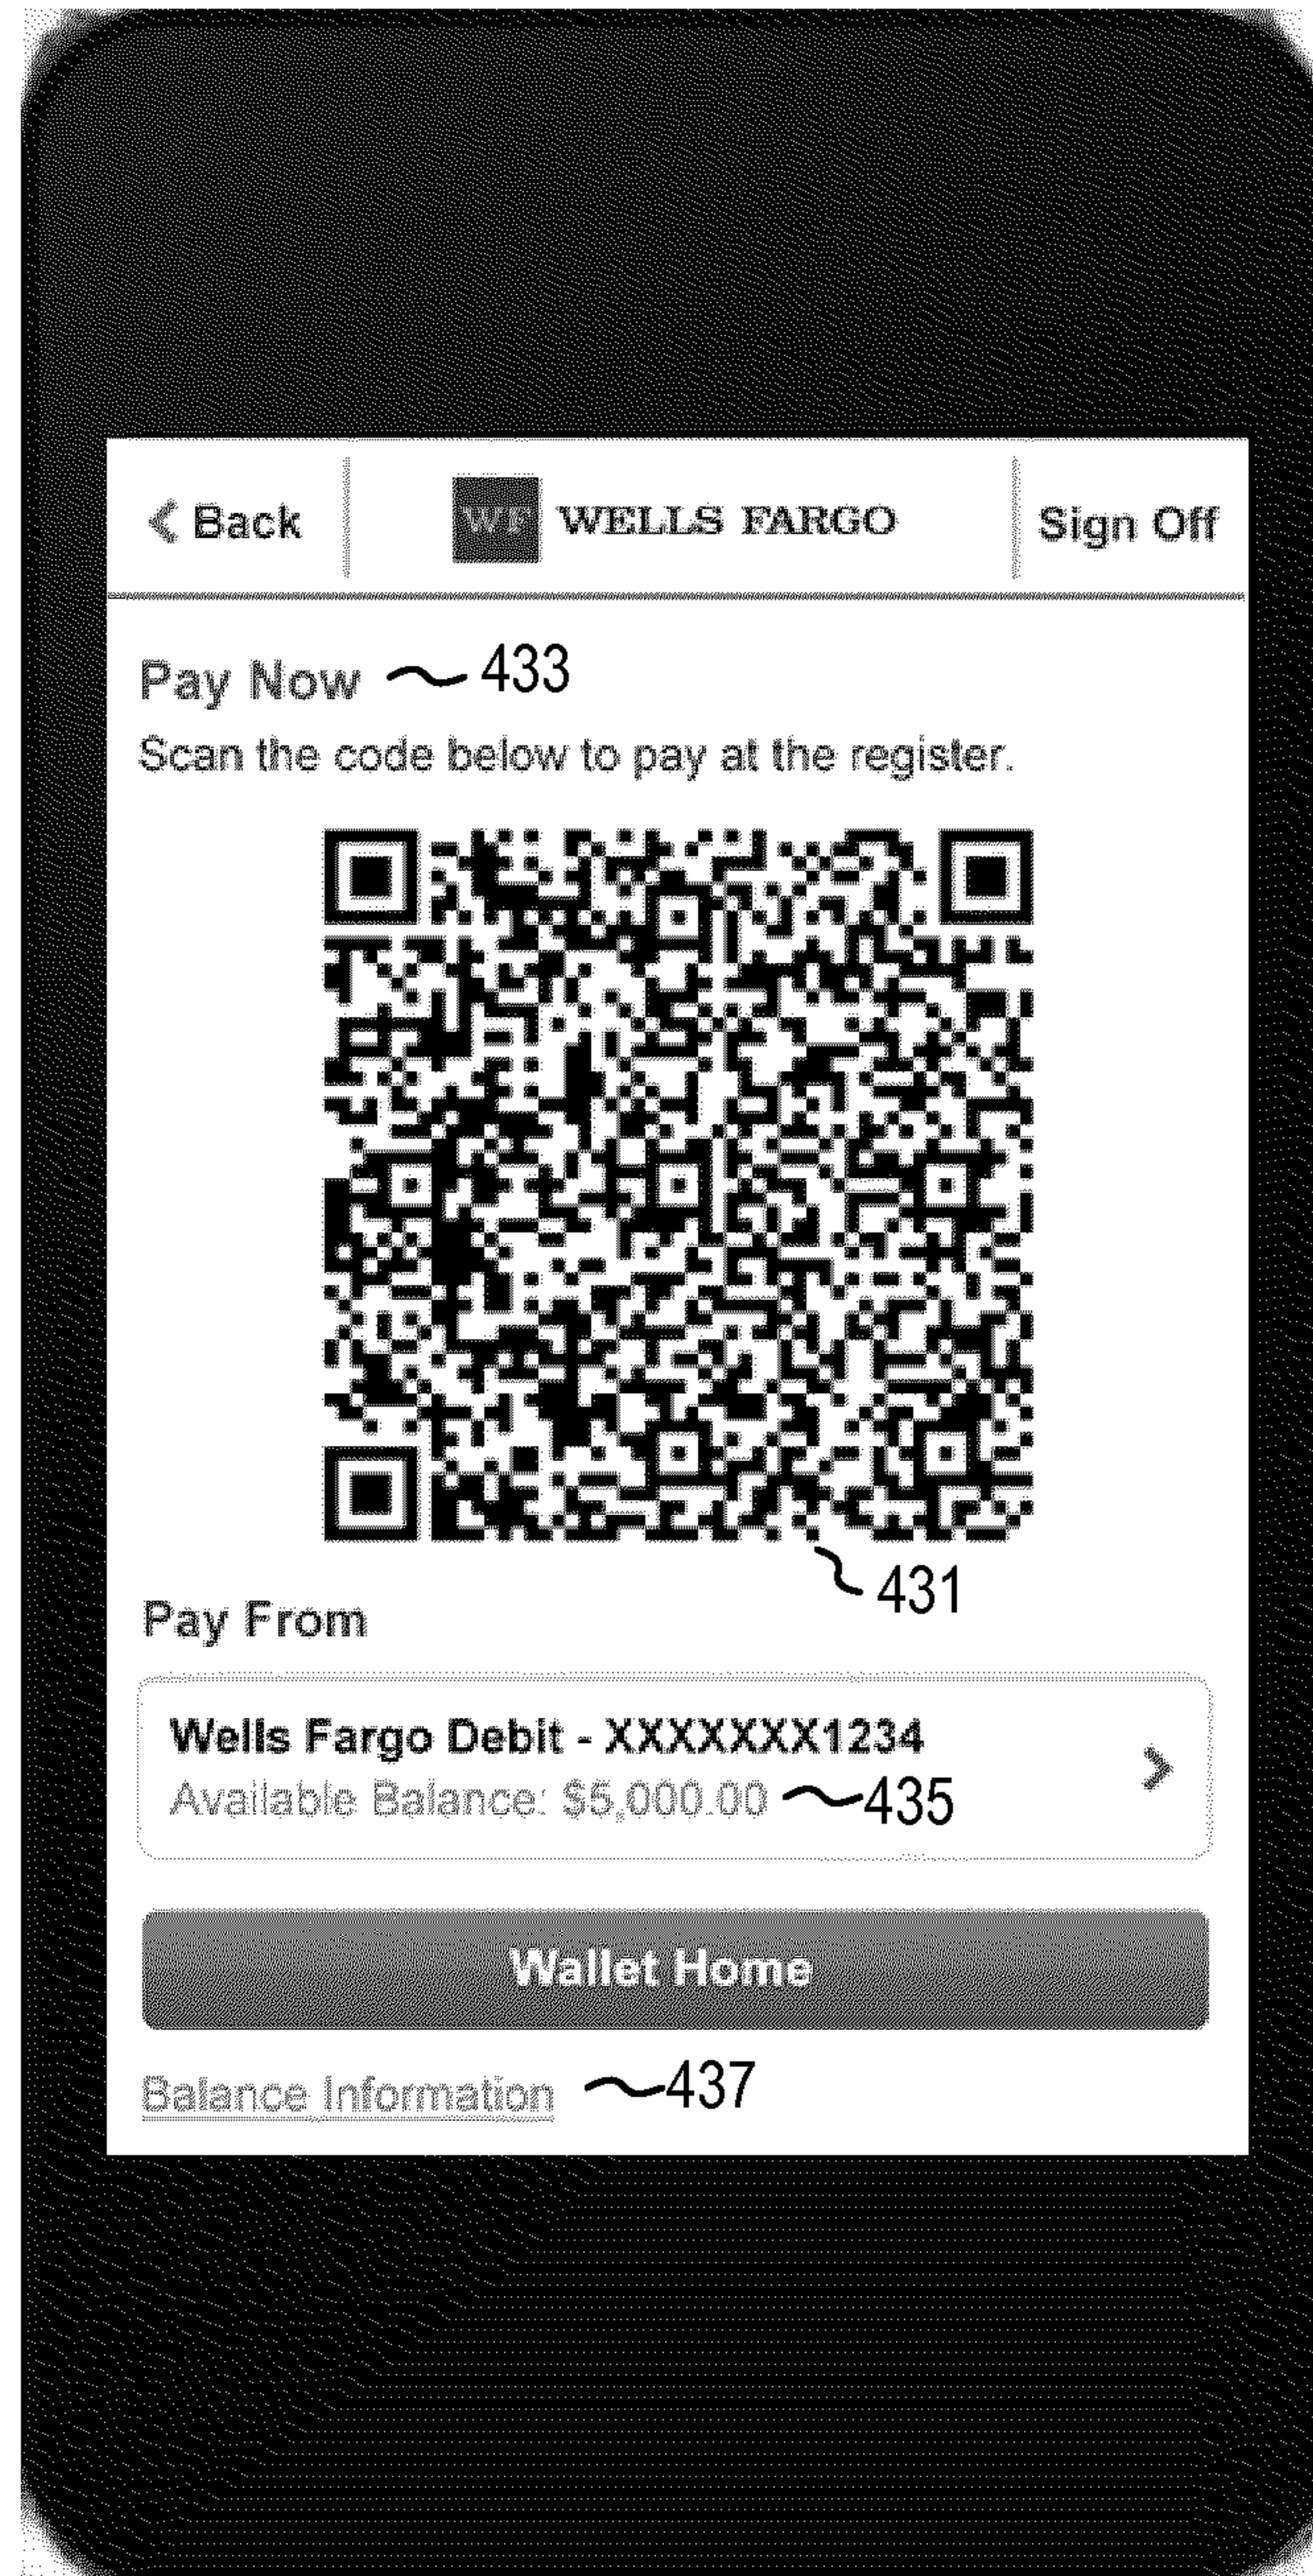 Back WF WELLS FARGO Sign Off
Pay Now 433
Scan the code below to pay at the register.
431
Pay From
Wells Fargo Debit - XXXXXXX1234
Available Balance: $5,000.00 435
Wallet Home
Balance Information 437